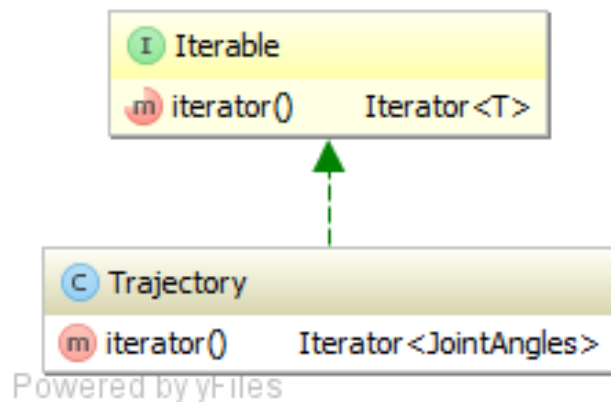 I Iterable
m iterator() Iterator<T>
C Trajectory
m iterator() Iterator<JointAngles>
Powered by yFiles